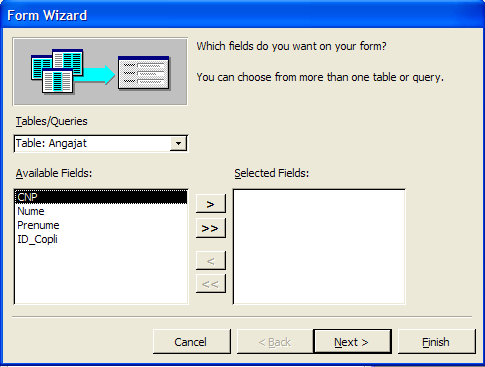 Form Wizard
Which fields do you want on your form?
You can choose from more than one table or query.
Tables/Queries
Table: Angajat
Available Fields:
Selected Fields:
CNP
Nume
Prenume
ID_Copli
>
>>
<
<<
Cancel
< Back
Next >
Finish